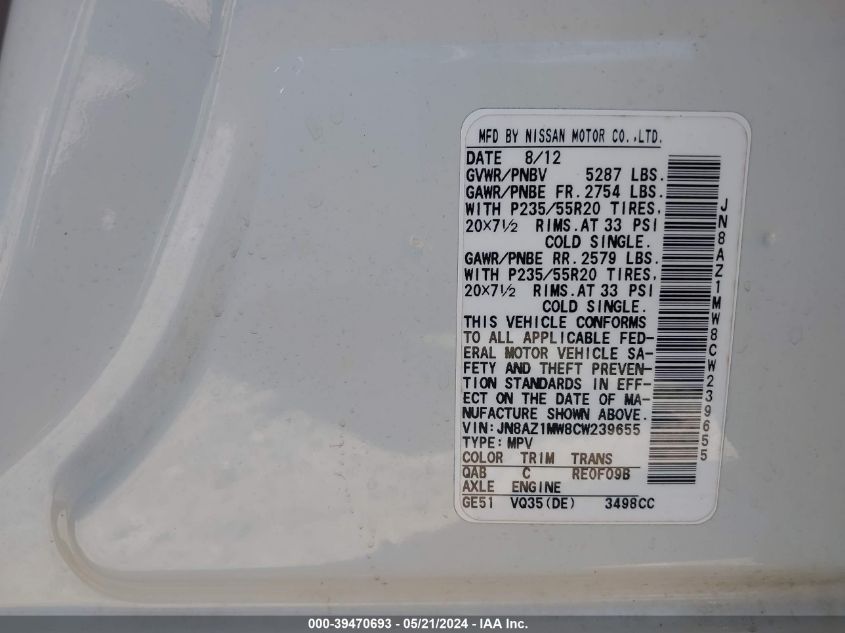 MFD BY NISSAN MOTOR CO.,LTD.
DATE 8/12
GVWR/PNBV 5287 LBS.
GAWR/PNBE FR. 2754 LBS.
WITH P235/55R20 TIRES,
20×7½ RIMS.AT 33 PSI
COLD SINGLE.
GAWR/PNBE RR. 2579 LBS.
WITH P235/55R20 TIRES,
20×7½ RIMS.AT 33 PSI
COLD SINGLE.
THIS VEHICLE CONFORMS
TO ALL APPLICABLE FED-
ERAL MOTOR VEHICLE SA-
FETY AND THEFT PREVEN-
TION STANDARDS IN EFF-
ECT ON THE DATE OF MA-
NUFACTURE SHOWN ABOVE.
VIN:JN8AZ1MW8CW239655
TYPE:MPV
COLOR TRIM TRANS
QAB C RE0F09B
AXLE ENGINE
GE51 VQ35(DE) 3498CC
JN8AZ1MW8CW239655
000-39470693 - 05/21/2024 - IAA Inc.